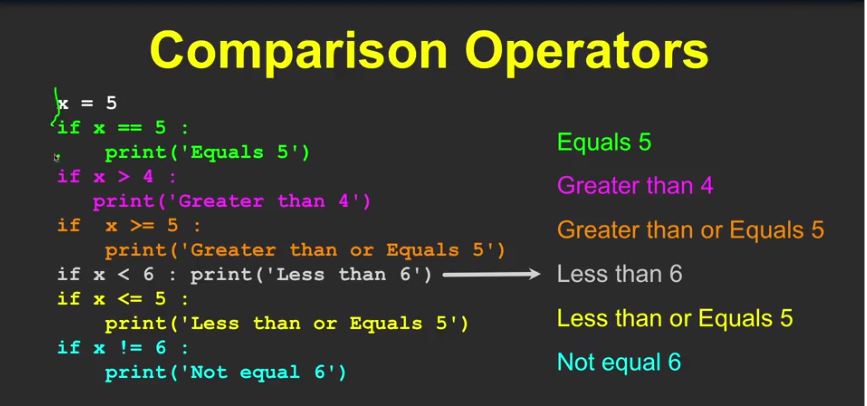 Comparison Operators
x = 5
if x == 5 :
    print('Equals 5')
if x > 4 :
   print('Greater than 4')
if  x >= 5 :
    print('Greater than or Equals 5')
if x < 6 : print('Less than 6')
if x <= 5 :
    print('Less than or Equals 5')
if x != 6 :
    print('Not equal 6')
Equals 5
Greater than 4
Greater than or Equals 5
Less than 6
Less than or Equals 5
Not equal 6